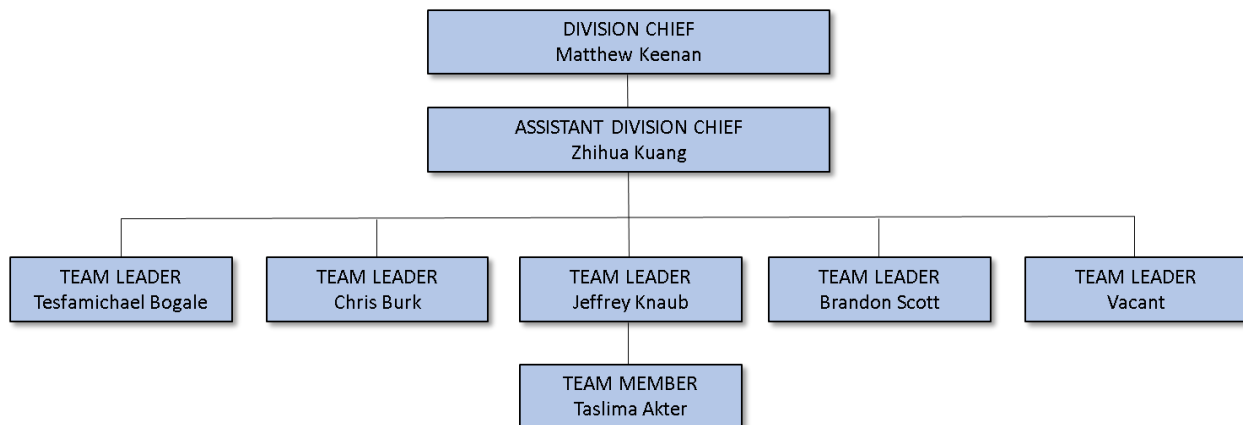 DIVISION CHIEF
Matthew Keenan
ASSISTANT DIVISION CHIEF
Zhihua Kuang
TEAM LEADER
Tesfamichael Bogale
TEAM LEADER
Chris Burk
TEAM LEADER
Jeffrey Knaub
TEAM LEADER
Brandon Scott
TEAM LEADER
Vacant
TEAM MEMBER
Taslima Akter